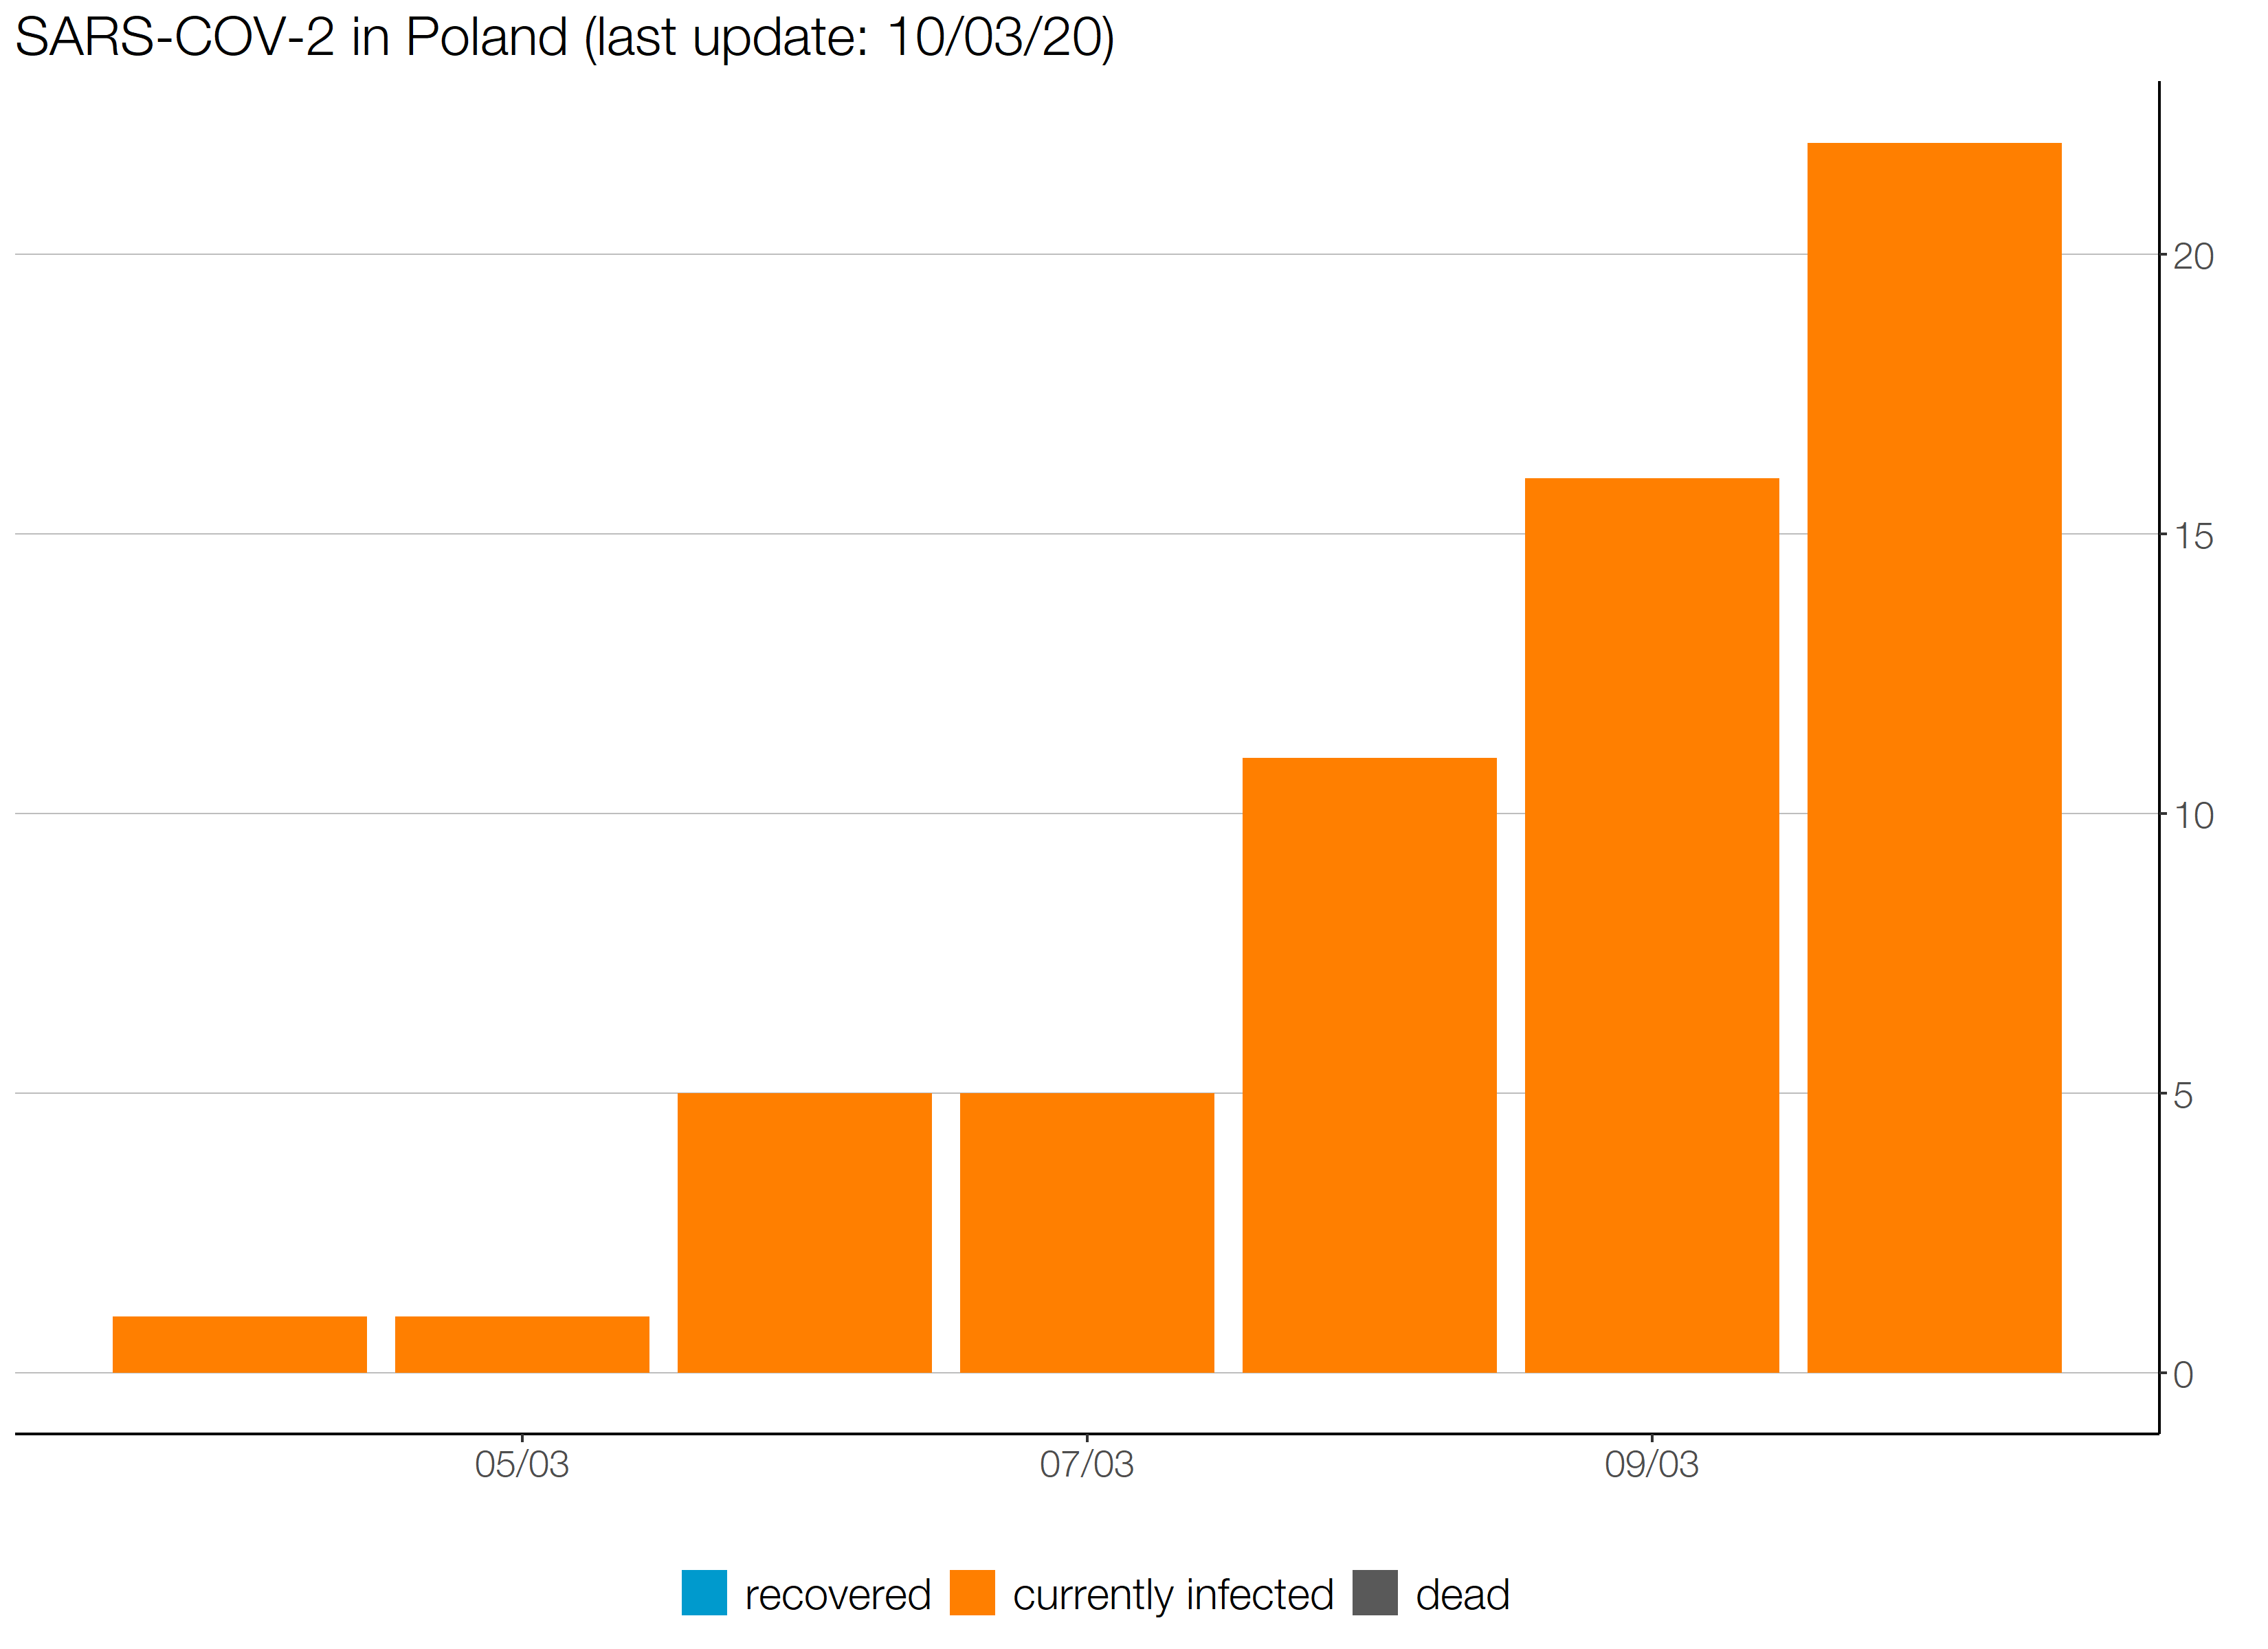 SARS-COV-2 in Poland (last update: 10/03/20)
20
15
10
5
0
05/03 07/03 09/03
recovered currently infected dead